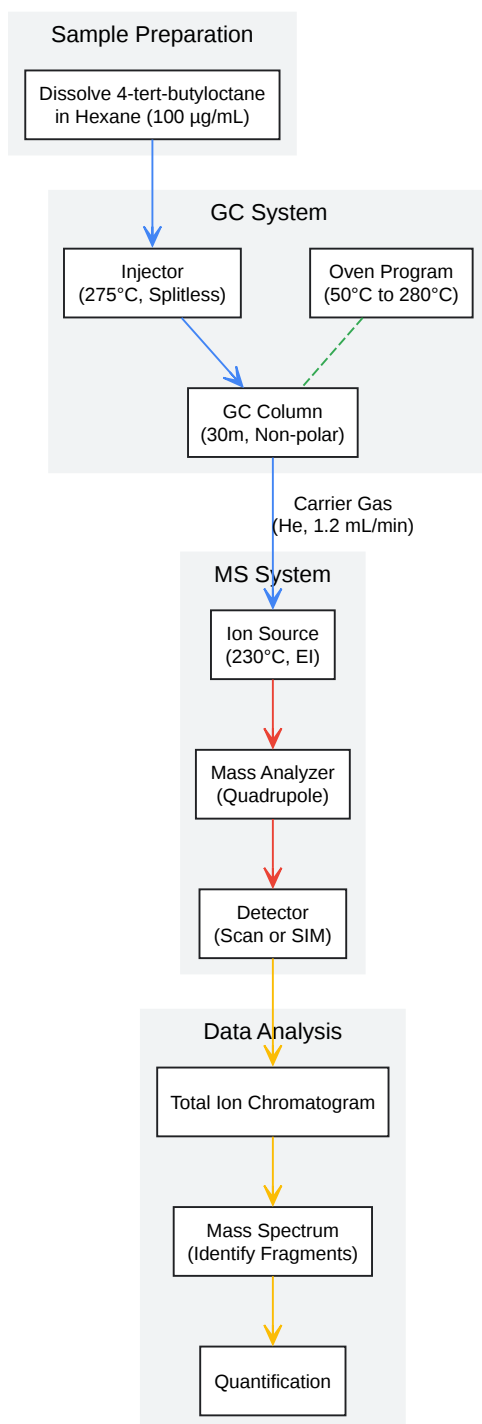 Sample Preparation
Dissolve 4-tert-butyloctane
in Hexane (100 µg/mL)
GC System
Injector
(275°C, Splitless)
Oven Program
(50°C to 280°C)
GC Column
(30m, Non-polar)
Carrier Gas
(He, 1.2 mL/min)
MS System
Ion Source
(230°C, EI)
Mass Analyzer
(Quadrupole)
Detector
(Scan or SIM)
Data Analysis
Total Ion Chromatogram
Mass Spectrum
(Identify Fragments)
Quantification